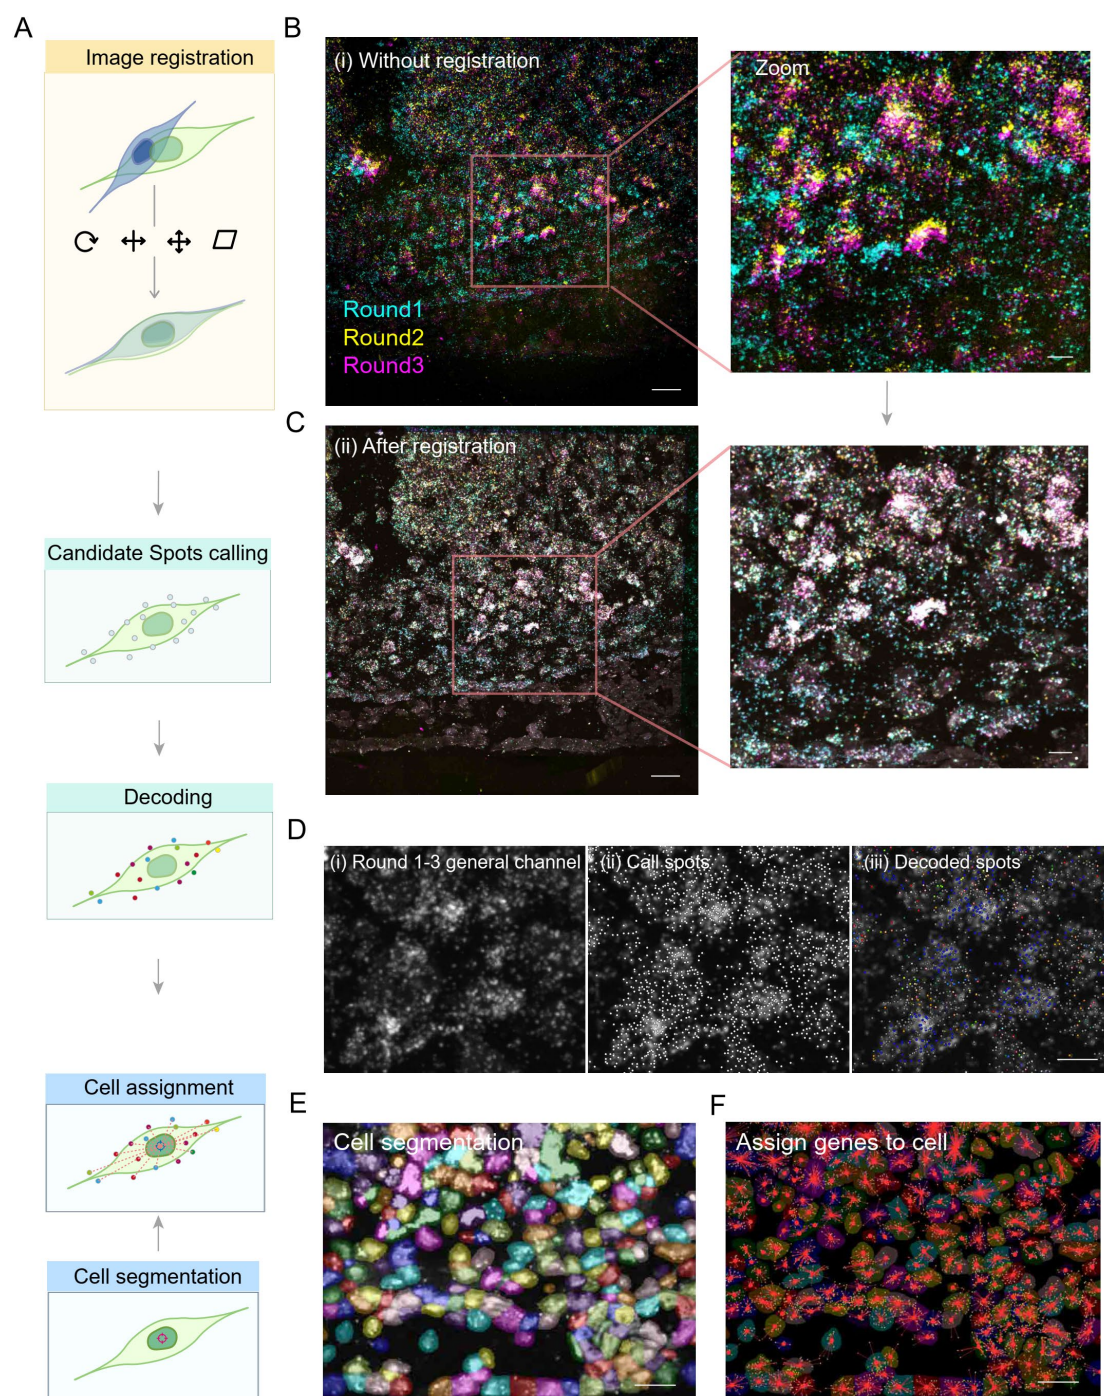 A
Image registration
Candidate Spots calling
Decoding
Cell assignment
Cell segmentation
B
(i) Without registration
Round1
Round2
Round3
Zoom
C
(ii) After registration
D
(i) Round 1-3 general channel
(ii) Call spots
(iii) Decoded spots
E
Cell segmentation
F
Assign genes to cell